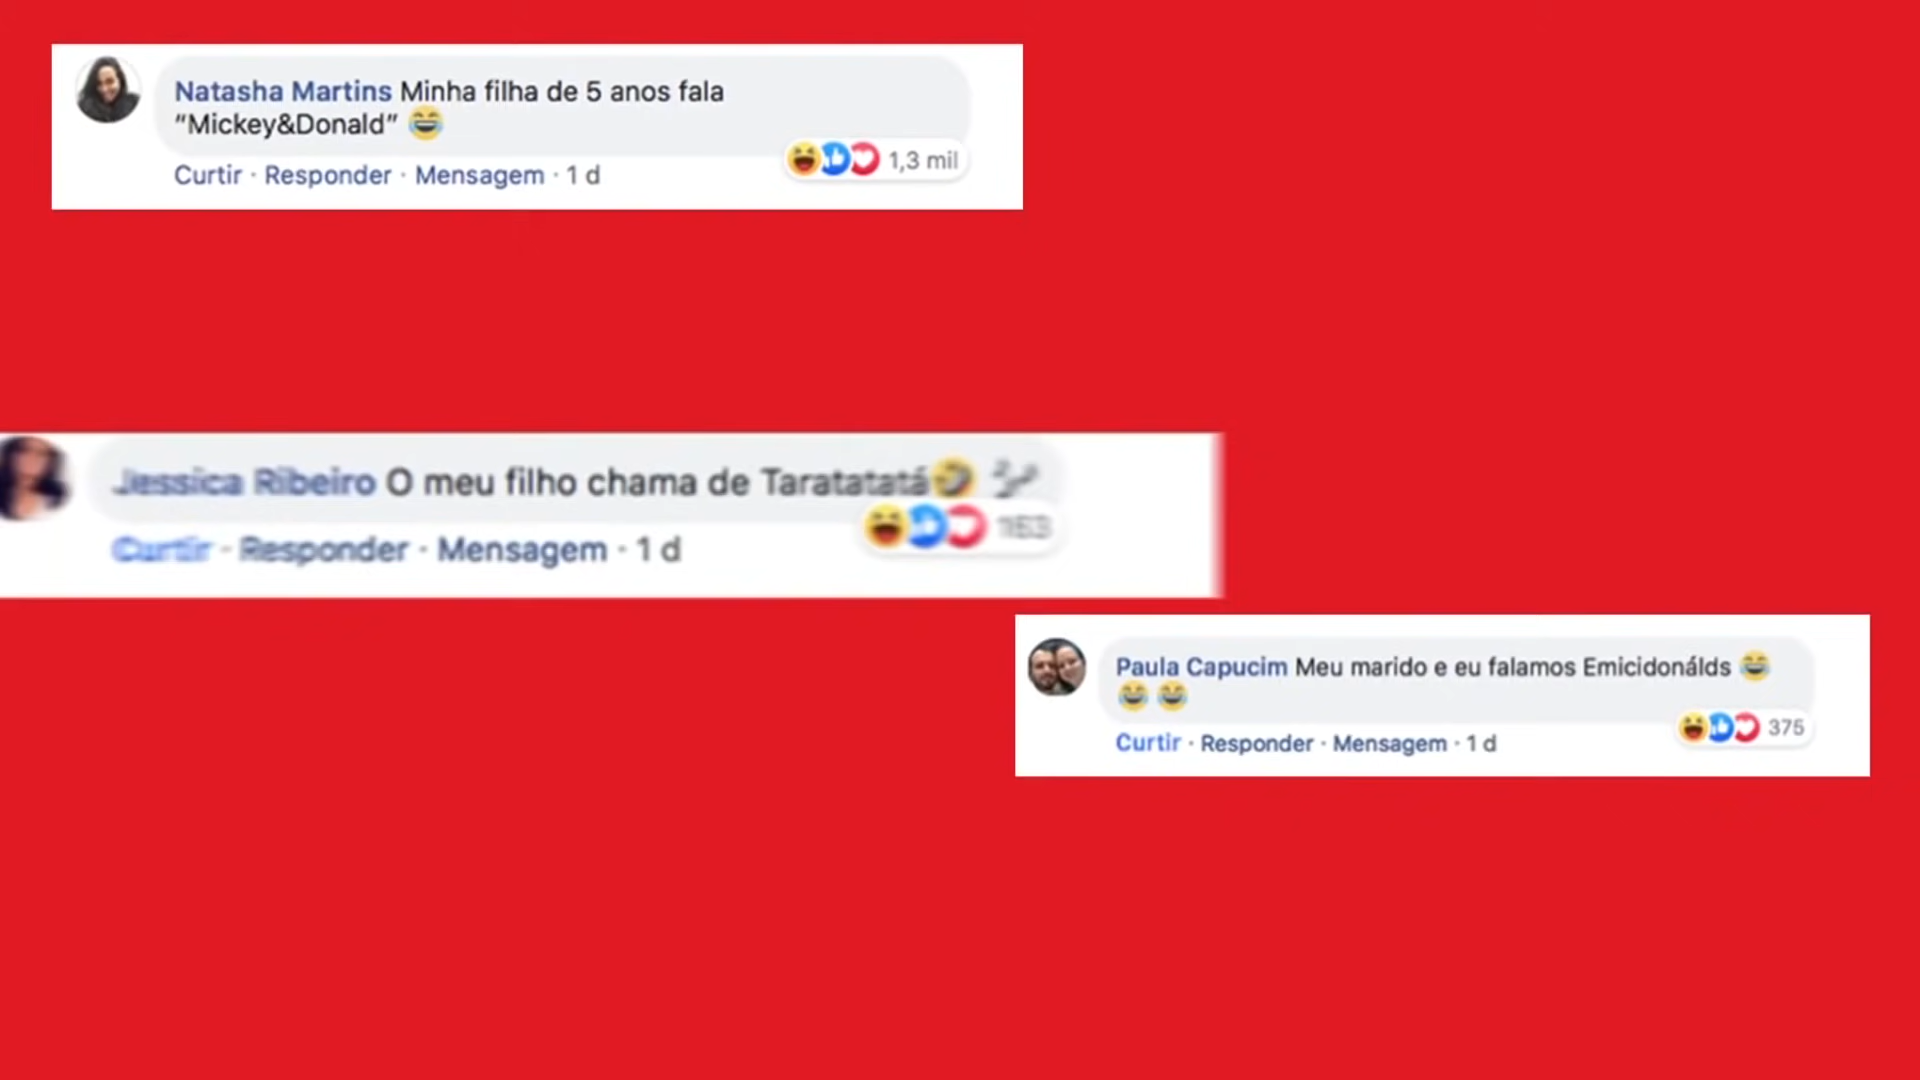 Natasha Martins Minha filha de 5 anos fala
“Mickey&Donald” 😂
Curtir · Responder · Mensagem · 1 d
1,3 mil
Jessica Ribeiro O meu filho chama de Taratatatá🤣
Curtir · Responder · Mensagem · 1 d
163
Paula Capucim Meu marido e eu falamos Emicidonálds 😂
😂 😂
Curtir · Responder · Mensagem · 1 d
375